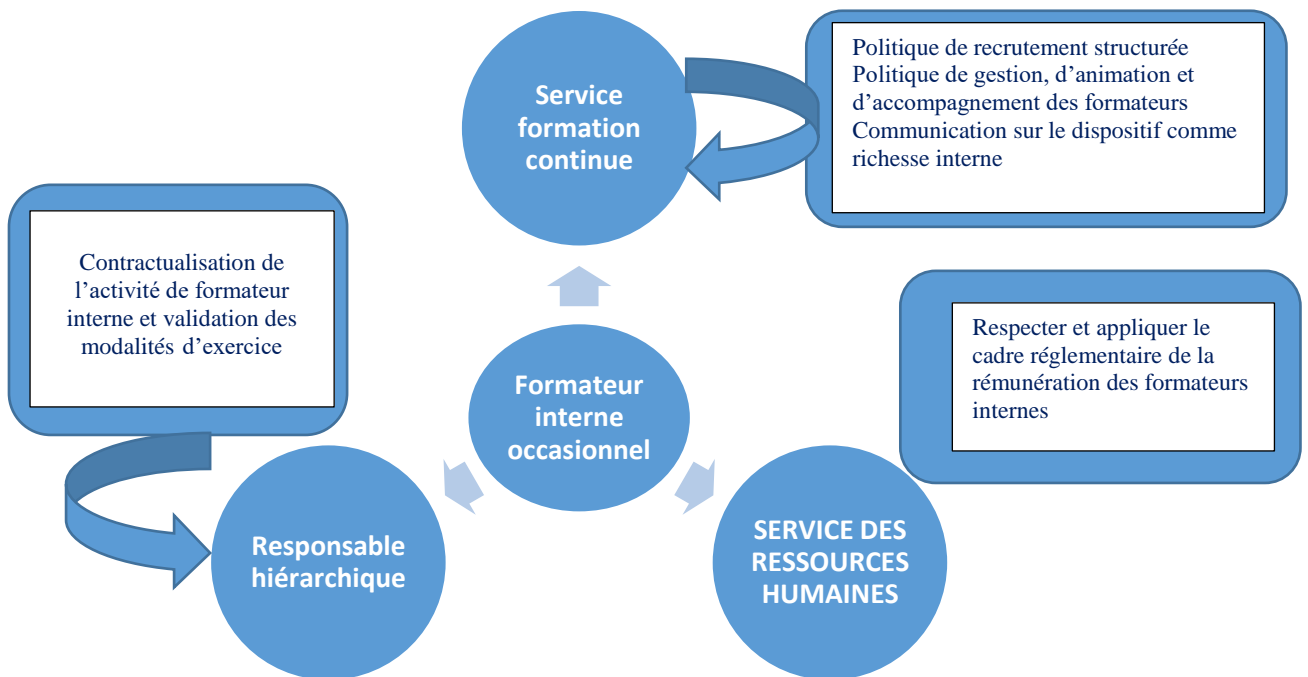 Service
formation
continue
Politique de recrutement structurée
Politique de gestion, d’animation et
d’accompagnement des formateurs
Communication sur le dispositif comme
richesse interne
Contractualisation de
l’activité de formateur
interne et validation des
modalités d’exercice
Formateur
interne
occasionnel
Respecter et appliquer le
cadre réglementaire de la
rémunération des formateurs
internes
Responsable
hiérarchique
SERVICE DES
RESSOURCES
HUMAINES